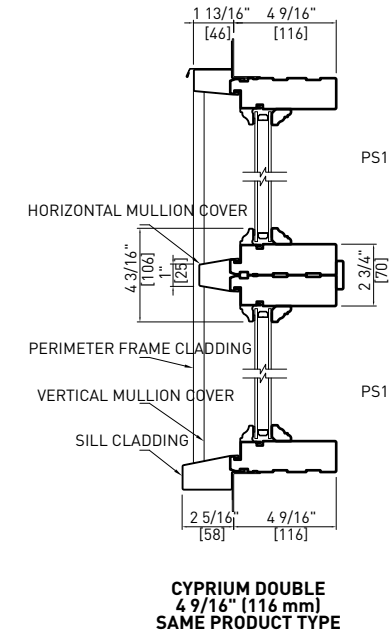 1 13/16" 4 9/16"
[46] [116]
PS1
HORIZONTAL MULLION COVER
4 3/16"
[106]
1"
[25]
2 3/4"
[70]
PERIMETER FRAME CLADDING
VERTICAL MULLION COVER
PS1
SILL CLADDING
2 5/16" 4 9/16"
[58] [116]
CYPRIUM DOUBLE
4 9/16" (116 mm)
SAME PRODUCT TYPE